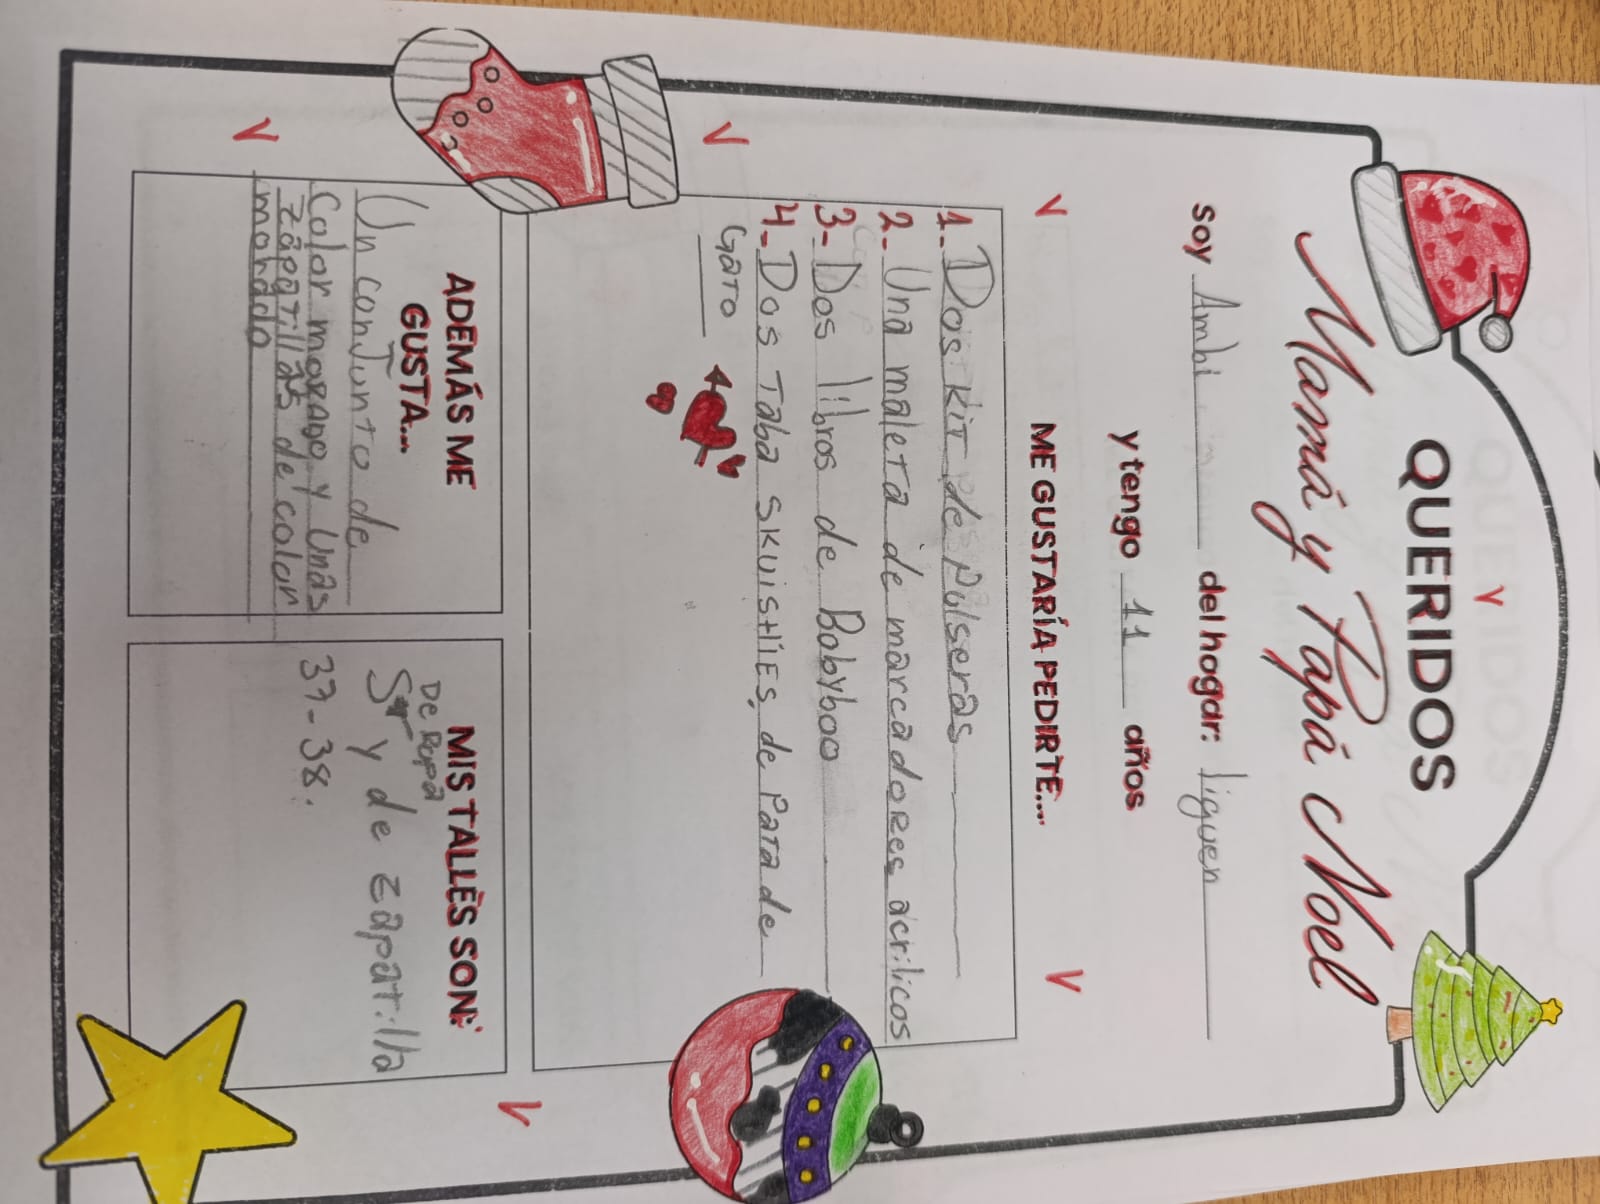 QUERIDOS
Mamá y Papá Noel
soy Ambi del hogar: liguen
y tengo 11 años
ME GUSTARÍA PEDIRTE...
1- Dos Kit de Pulseras
2- Una maleta de marcadores acrilicos
3- Dos libros de Bobyboo
4- Dos Taba SKUISHIES, de Pata de
Gato
ADEMÁS ME
GUSTA...
Un conjunto de
Color morado y Unas
zapatillas de color
morado
MIS TALLES SON:
De Ropa
S y de zapatilla
37-38.